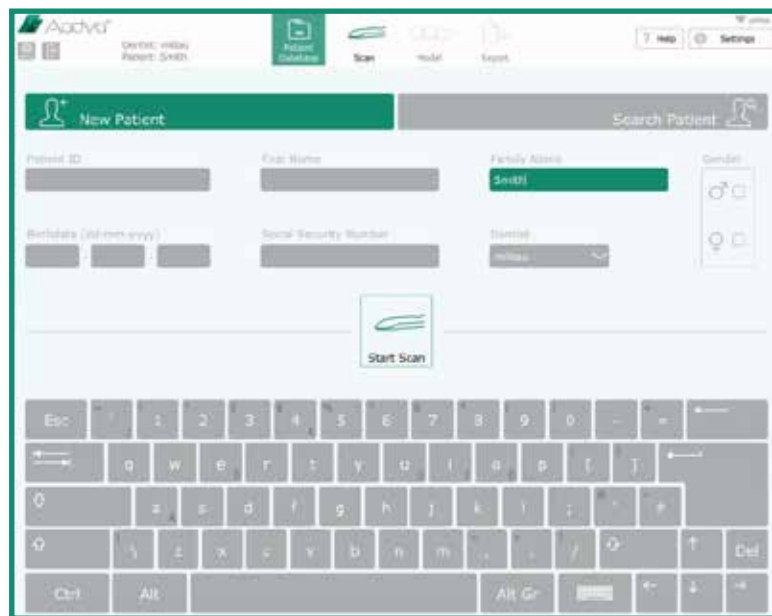 Aadva
Dentist: milau
Patient: Smith
Patient Database
Scan
Model
Export
? Help
Settings
New Patient
Search Patient
Patient ID
First Name
Family Name
Gender
Smith
Birthdate (dd-mm-yyyy)
Social Security Number
Dentist
milau
Start Scan
Esc 1 2 3 4 5 6 7 8 9 0 - =
q w e r t y u i o p [ ]
a s d f g h j k l ; ' #
\ z x c v b n m , . / Del
Ctrl Alt Alt Gr